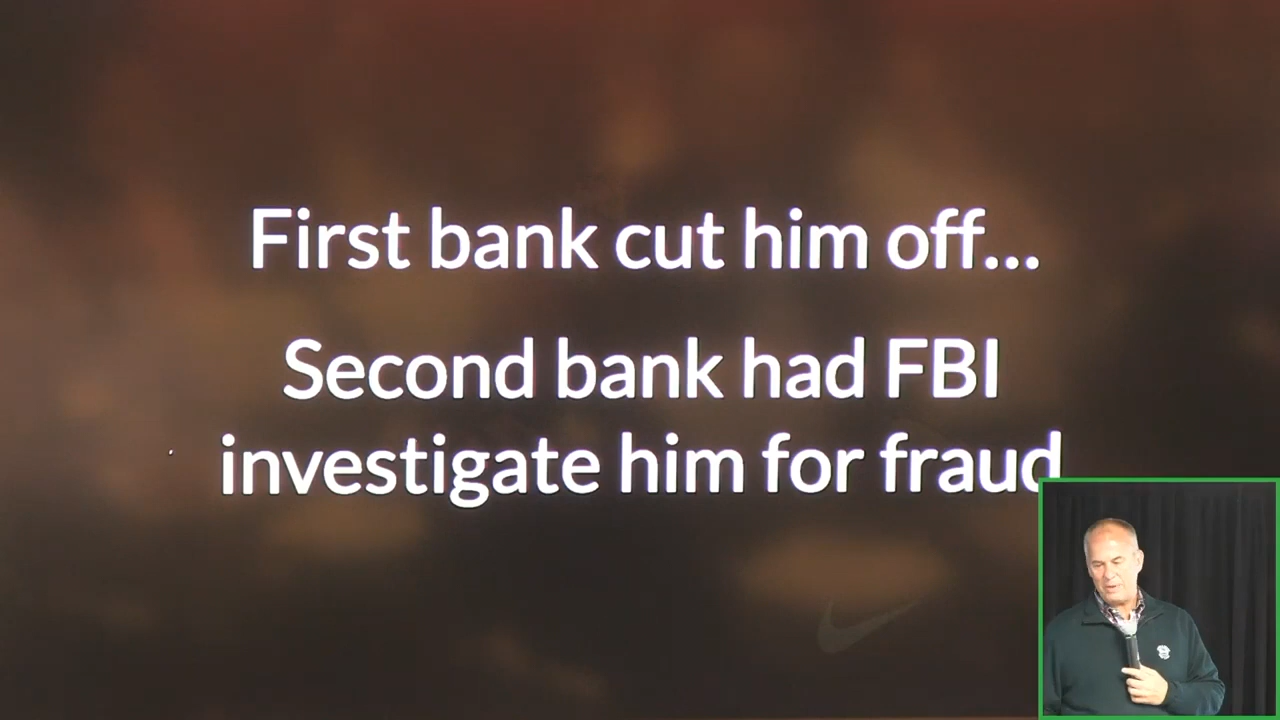 First bank cut him off...
Second bank had FBI
investigate him for fraud